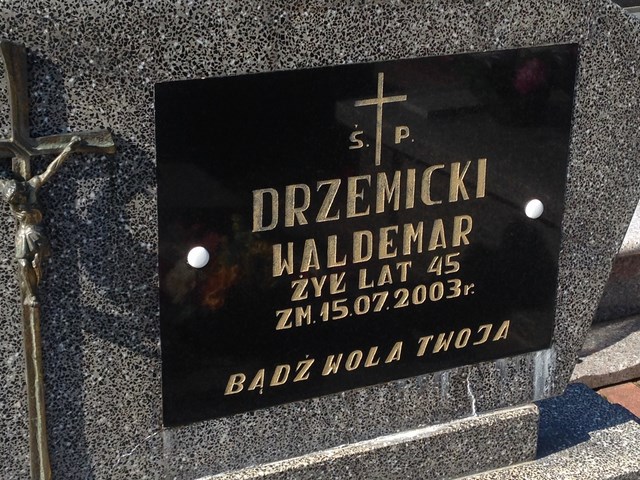 Ś. P.
DRZEMICKI
WALDEMAR
ŻYŁ LAT 45
ZM. 15.07.2003r.
BĄDŹ WOLA TWOJA